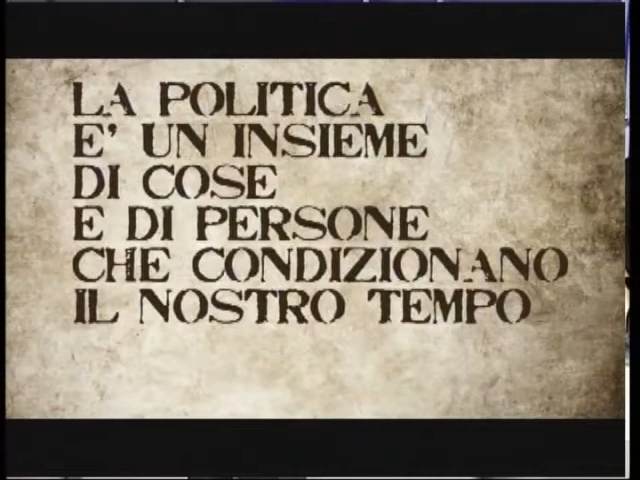 LA POLITICA
E' UN INSIEME
DI COSE
E DI PERSONE
CHE CONDIZIONANO
IL NOSTRO TEMPO